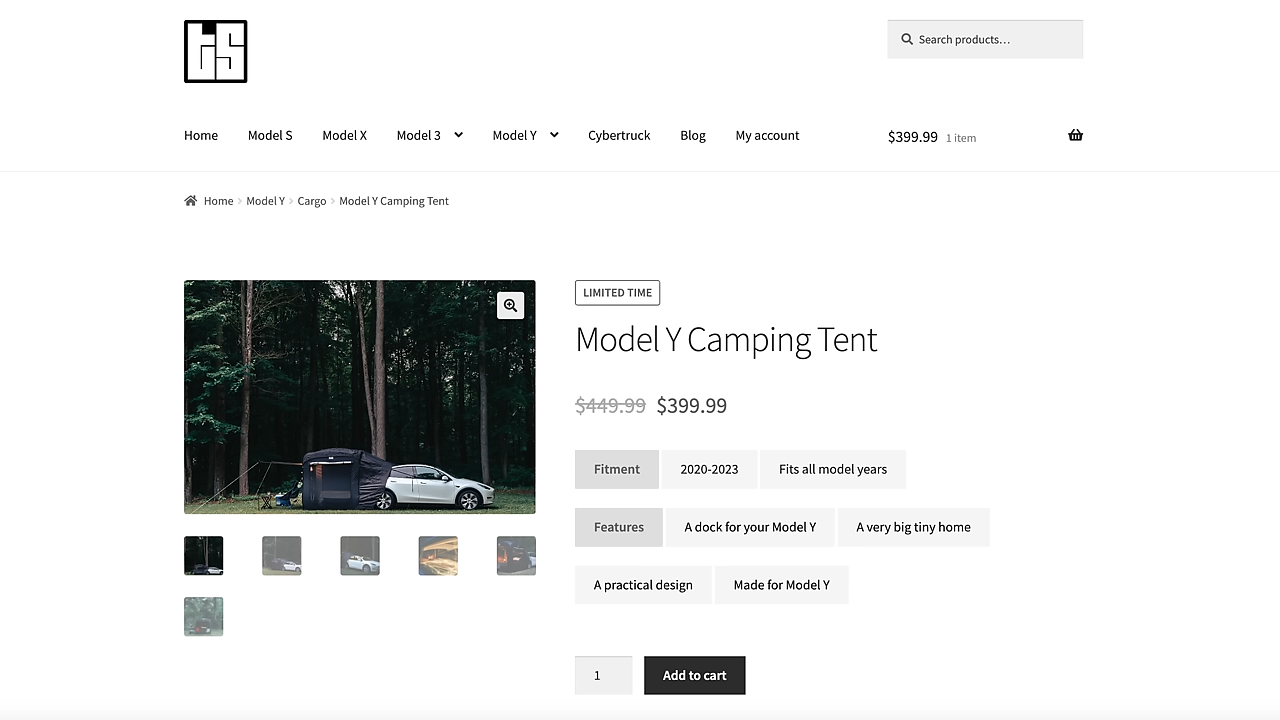 Search products…
Home Model S Model X Model 3 Model Y Cybertruck Blog My account $399.99 1 item
Home Model Y Cargo Model Y Camping Tent
LIMITED TIME
Model Y Camping Tent
$449.99 $399.99
Fitment 2020-2023 Fits all model years
Features A dock for your Model Y A very big tiny home
A practical design Made for Model Y
1 Add to cart